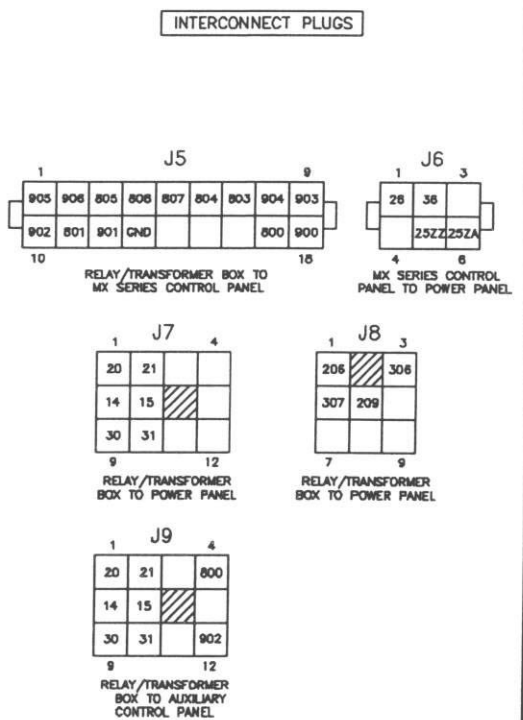 INTERCONNECT PLUGS
J5
1 9
905 906 805 806 807 804 803 904 903
902 801 901 GND 800 900
10 18
RELAY/TRANSFORMER BOX TO
MX SERIES CONTROL PANEL
J6
1 3
26 36
25ZZ 25ZA
4 6
MX SERIES CONTROL
PANEL TO POWER PANEL
J7
1 4
20 21
14 15
30 31
9 12
RELAY/TRANSFORMER
BOX TO POWER PANEL
J8
1 3
206 306
307 209
7 9
RELAY/TRANSFORMER
BOX TO POWER PANEL
J9
1 4
20 21 800
14 15
30 31 902
9 12
RELAY/TRANSFORMER
BOX TO AUXILIARY
CONTROL PANEL